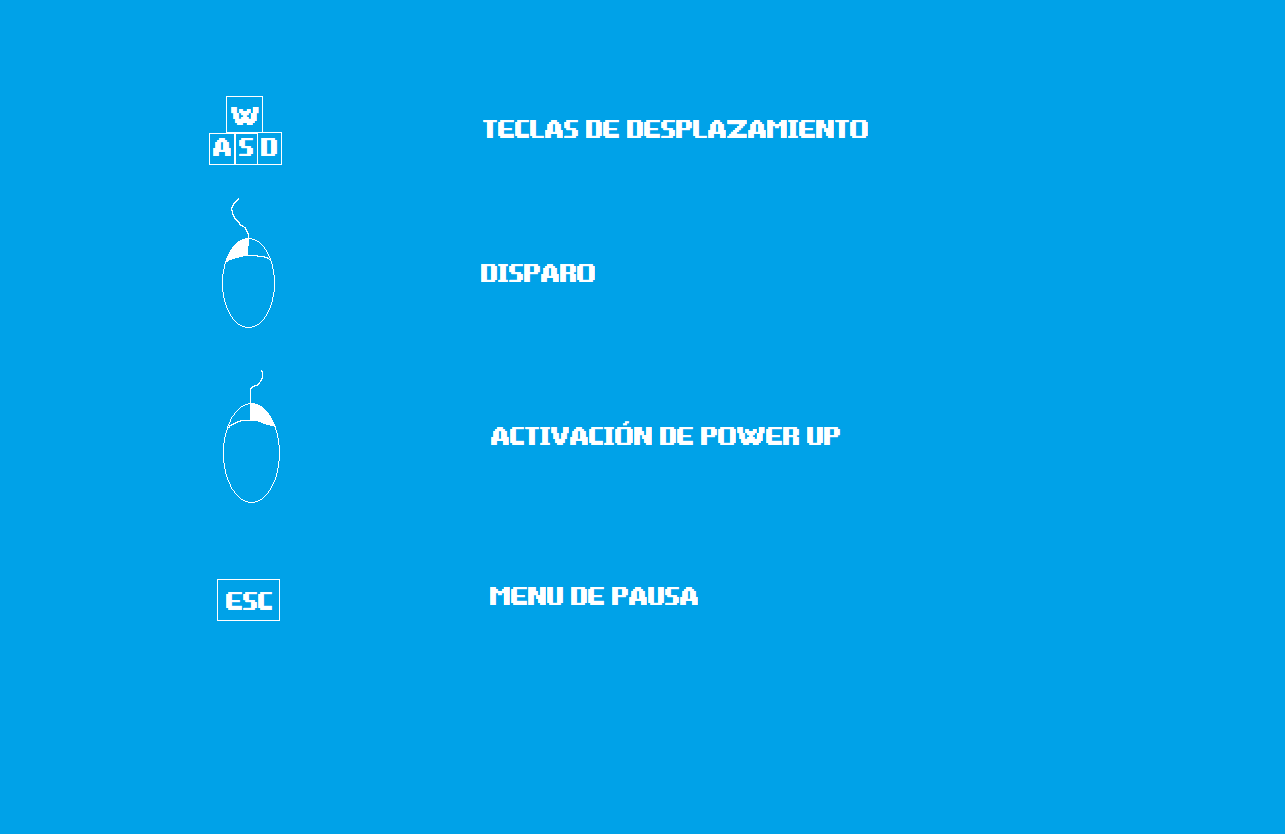 W
A S D
TECLAS DE DESPLAZAMIENTO
DISPARO
ACTIVACIÓN DE POWER UP
ESC
MENU DE PAUSA